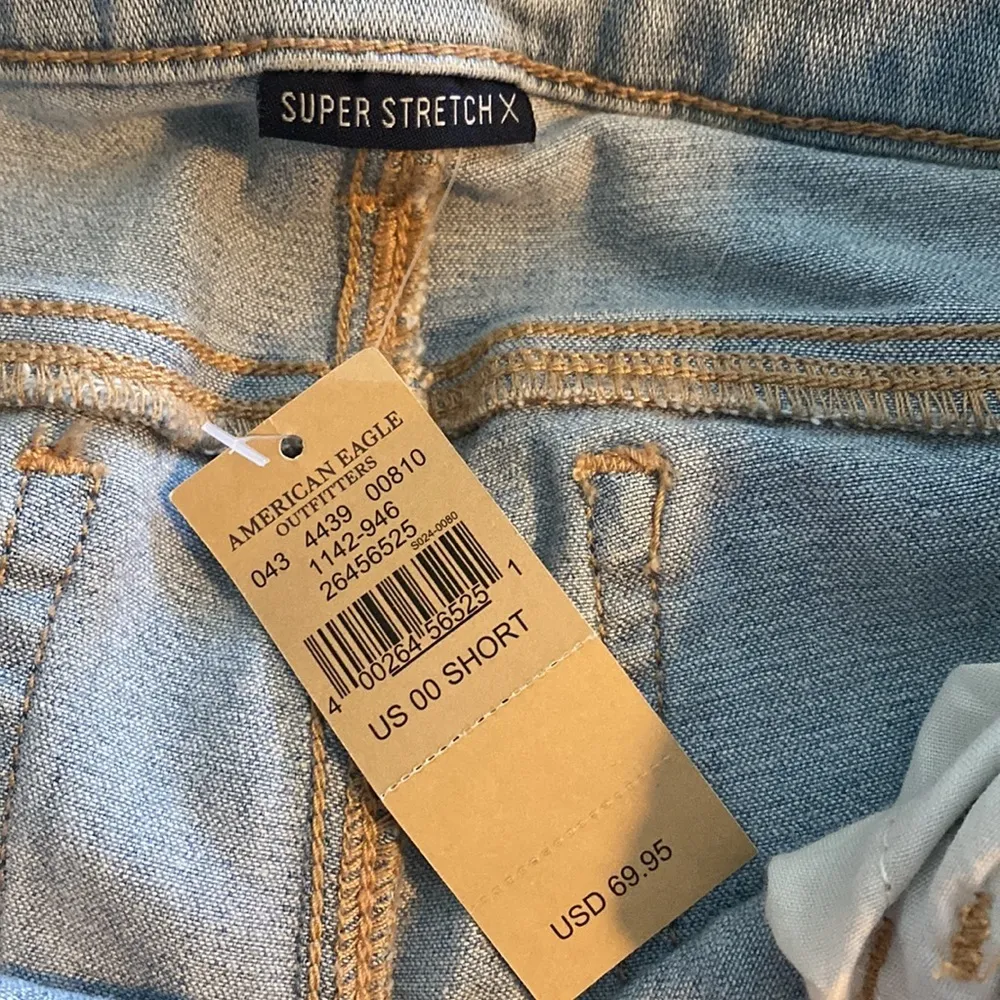 SUPER STRETCH X
AMERICAN EAGLE
OUTFITTERS
043 4439 00810
1142-946
26456525 S024-0080
4 00264 56525 1
US 00 SHORT
USD 69.95